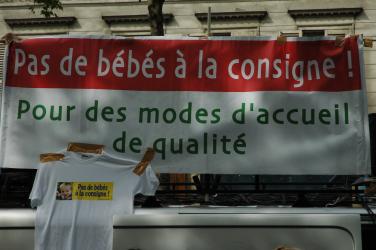 Pas de bébés à la consigne !
Pour des modes d'accueil
de qualité
Pas de bébés
à la consigne !